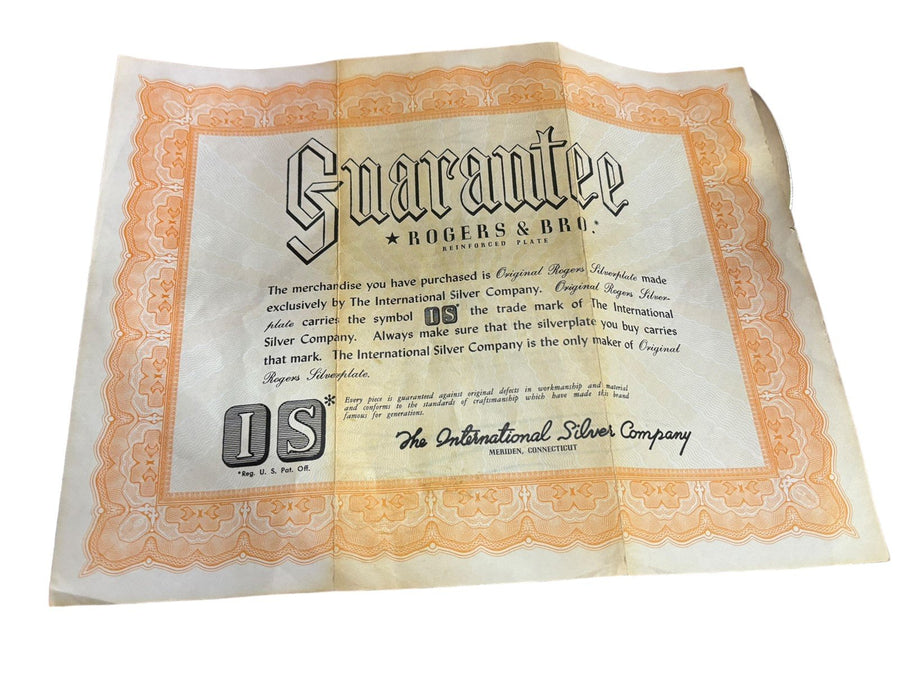 Guarantee
★ ROGERS & BRO.*
REINFORCED PLATE
The merchandise you have purchased is Original Rogers Silverplate made
exclusively by The International Silver Company. Original Rogers Silver-
plate carries the symbol IS* the trade mark of The International
Silver Company. Always make sure that the silverplate you buy carries
that mark. The International Silver Company is the only maker of Original
Rogers Silverplate.
Every piece is guaranteed against original defects in workmanship and material
and conforms to the standards of craftsmanship which have made this brand
famous for generations.
IS*
*Reg. U. S. Pat. Off.
The International Silver Company
MERIDEN, CONNECTICUT